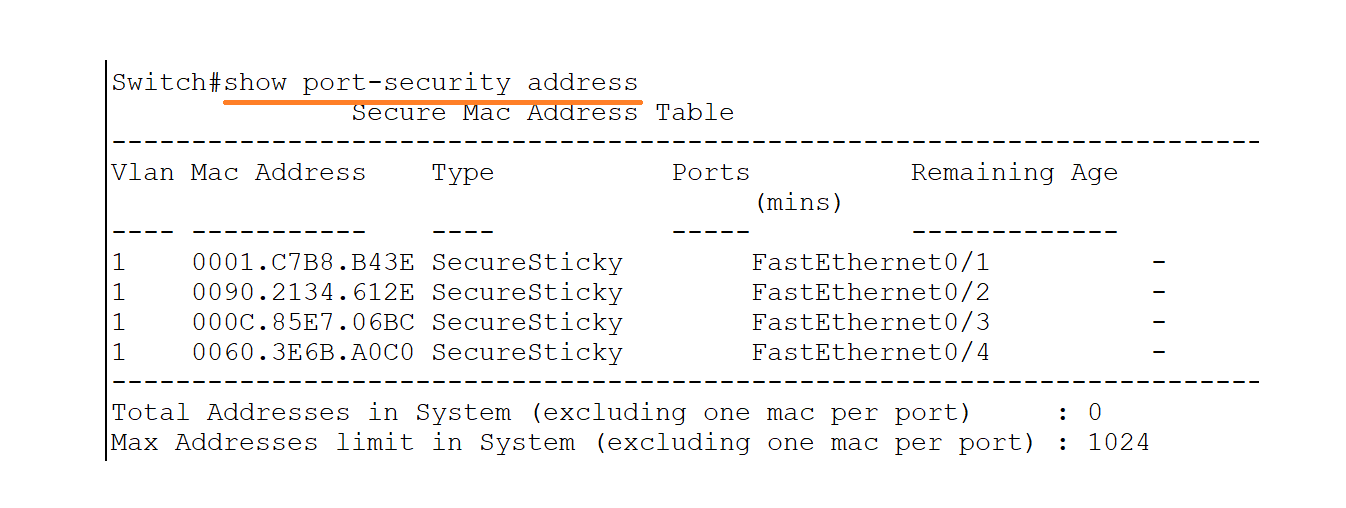 Switch#show port-security address
Secure Mac Address Table
-------------------------------------------------------------------------
Vlan Mac Address Type Ports Remaining Age
(mins)
---- ----------- ---- ----- -------------
1 0001.C7B8.B43E SecureSticky FastEthernet0/1 -
1 0090.2134.612E SecureSticky FastEthernet0/2 -
1 000C.85E7.06BC SecureSticky FastEthernet0/3 -
1 0060.3E6B.A0C0 SecureSticky FastEthernet0/4 -
-------------------------------------------------------------------------
Total Addresses in System (excluding one mac per port) : 0
Max Addresses limit in System (excluding one mac per port) : 1024